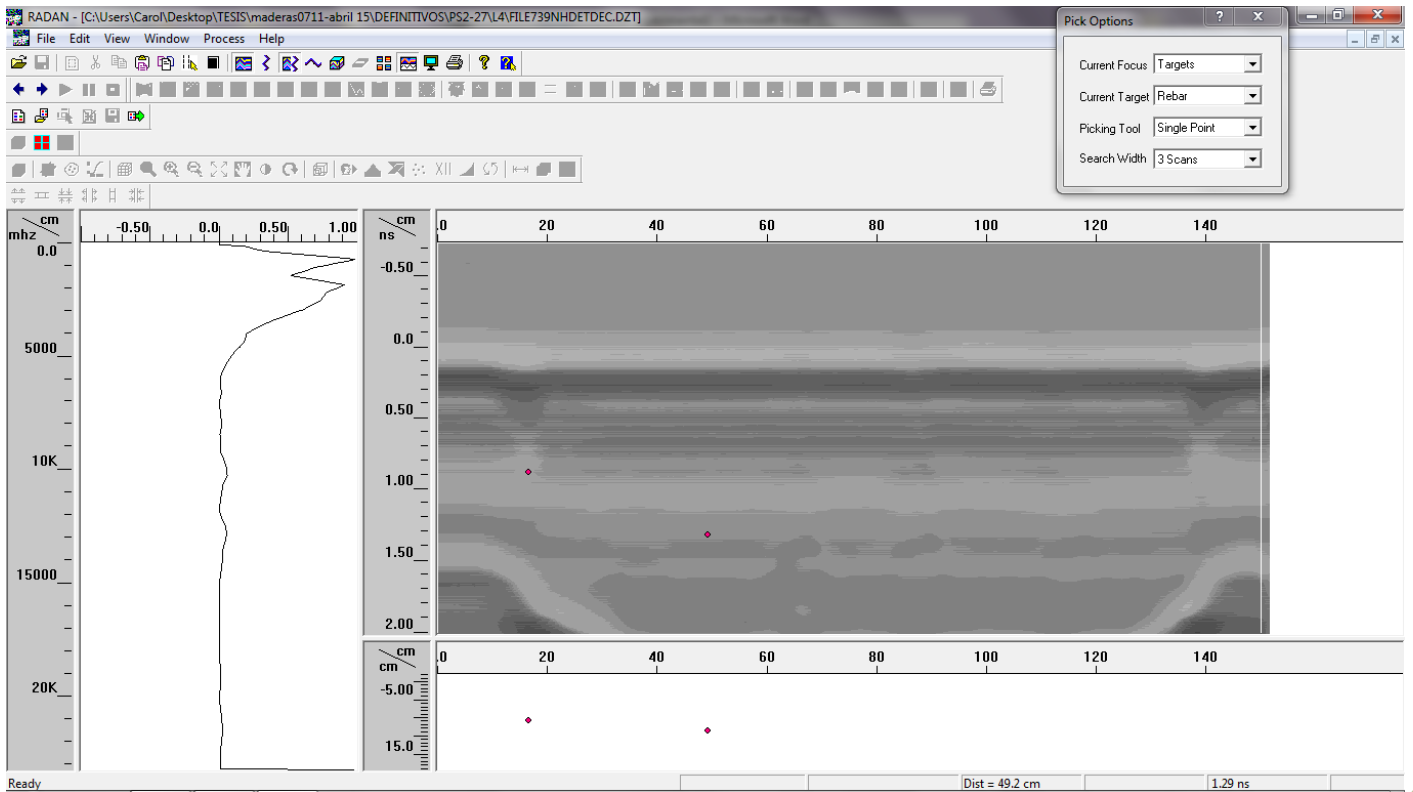 RADAN - [C:\Users\Carol\Desktop\TESIS\maderas0711-abril 15\DEFINITIVOS\PS2-27\L4\FILE739NHDETDEC.DZT]
File Edit View Window Process Help
Pick Options
Current Focus Targets
Current Target Rebar
Picking Tool Single Point
Search Width 3 Scans
XII
cm
mhz
-0.50 0.0 0.50 1.00
0.0
5000
10K
15000
20K
cm
ns
.0 20 40 60 80 100 120 140
-0.50
0.0
0.50
1.00
1.50
2.00
cm
cm
.0 20 40 60 80 100 120 140
-5.00
15.0
Ready Dist = 49.2 cm 1.29 ns